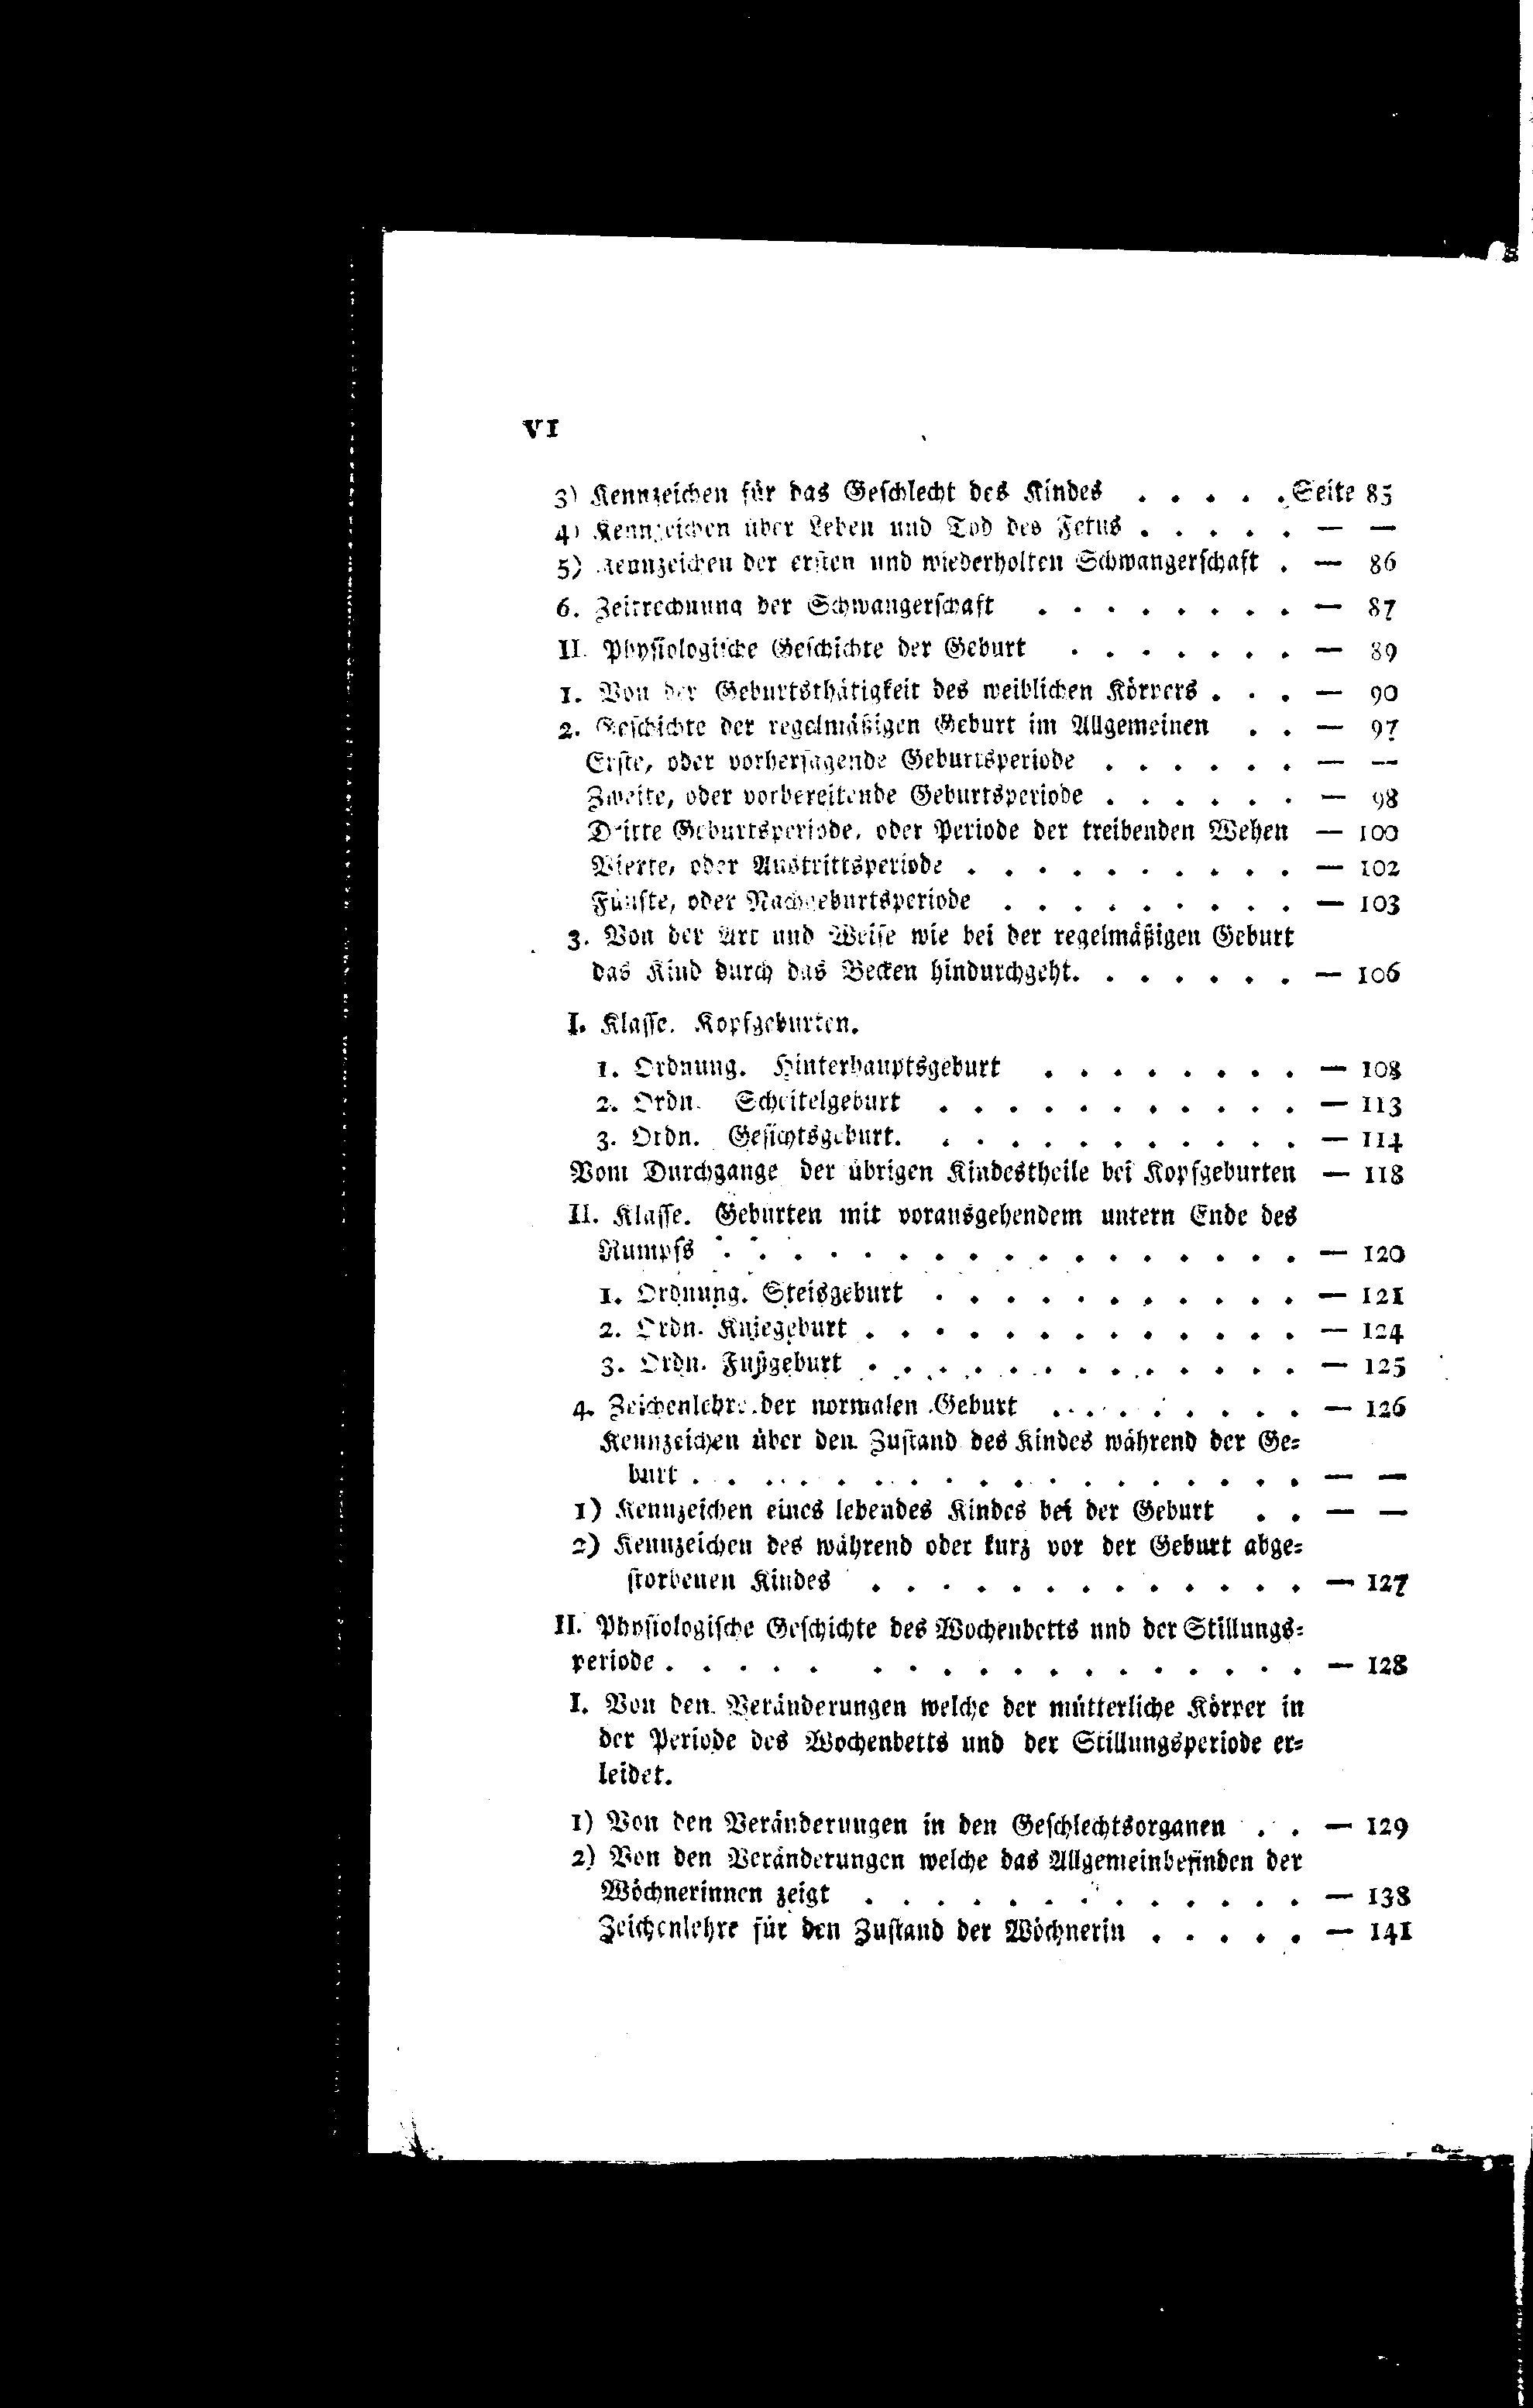 VI
3) Kennzeichen für das Geschlecht des Kindes . . . . . Seite 85
4) Kennzeichen über Leben und Tod des Fetus . . . . . — —
5) Kennzeichen der ersten und wiederholten Schwangerschaft . — 86
6. Zeitrechnung der Schwangerschaft . . . . . . . . — 87
II. Physiologische Geschichte der Geburt . . . . . . . — 89
1. Von der Geburtsthätigkeit des weiblichen Körpers . . . — 90
2. Geschichte der regelmäßigen Geburt im Allgemeinen . . — 97
Erste, oder vorhersagende Geburtsperiode . . . . . . — —
Zweite, oder vorbereitende Geburtsperiode . . . . . . — 98
Dritte Geburtsperiode, oder Periode der treibenden Wehen — 100
Vierte, oder Austrittsperiode . . . . . . . . . . — 102
Fünfte, oder Nachgeburtsperiode . . . . . . . . . — 103
3. Von der Art und Weise wie bei der regelmäßigen Geburt
das Kind durch das Becken hindurchgeht. . . . . . . — 106
I. Klasse. Kopfgeburten.
1. Ordnung. Hinterhauptsgeburt . . . . . . . . — 108
2. Ordn. Scheitelgeburt . . . . . . . . . . . — 113
3. Ordn. Gesichtsgeburt. . . . . . . . . . . . — 114
Vom Durchgange der übrigen Kindestheile bei Kopfgeburten — 118
II. Klasse. Geburten mit vorausgehendem untern Ende des
Rumpfs . . . . . . . . . . . . . . . . . — 120
1. Ordnung. Steisgeburt . . . . . . . . . . . — 121
2. Ordn. Kniegeburt . . . . . . . . . . . . . — 124
3. Ordn. Fußgeburt . . . . . . . . . . . . . — 125
4. Zeichenlehre der normalen Geburt . . . . . . . . — 126
Kennzeichen über den Zustand des Kindes während der Ge=
burt . . . . . . . . . . . . . . . . . . — —
1) Kennzeichen eines lebendes Kindes bei der Geburt . . — —
2) Kennzeichen des während oder kurz vor der Geburt abge=
storbenen Kindes . . . . . . . . . . . . . — 127
II. Physiologische Geschichte des Wochenbetts und der Stillungs=
periode . . . . . . . . . . . . . . . . . . — 128
I. Von den Veränderungen welche der mütterliche Körper in
der Periode des Wochenbetts und der Stillungsperiode er=
leidet.
1) Von den Veränderungen in den Geschlechtsorganen . . — 129
2) Von den Veränderungen welche das Allgemeinbefinden der
Wöchnerinnen zeigt . . . . . . . . . . . . . — 138
Zeichenlehre für den Zustand der Wöchnerin . . . . . — 141